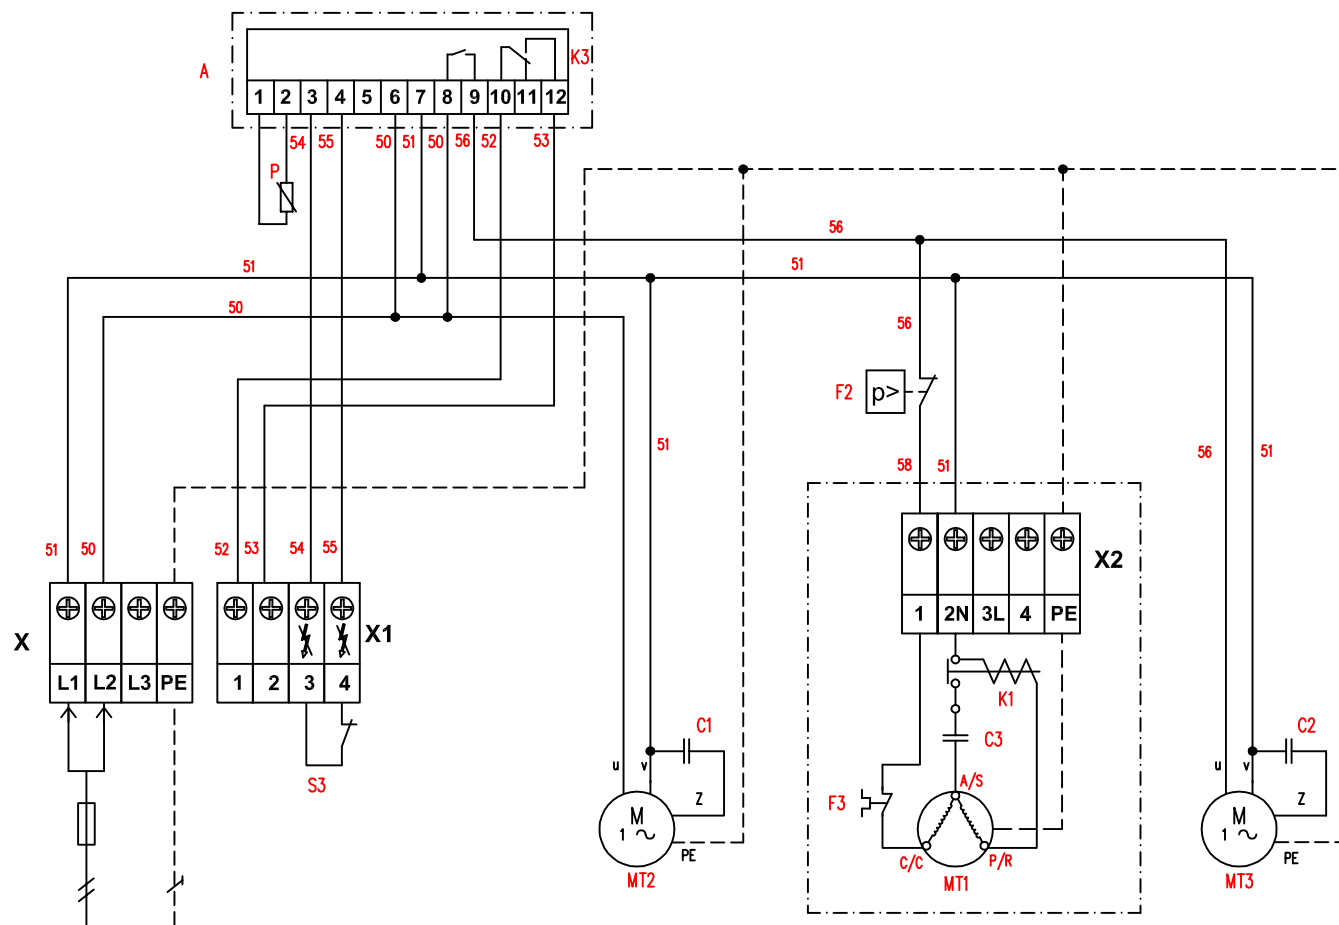 K3
A
1 2 3 4 5 6 7 8 9 10 11 12
54 55 50 51 50 56 52 53
P
56
51 51
50
56
F2 p>
51 56 51
58 51
51 50 52 53 54 55
X2
X X1
1 2N 3L 4 PE
L1 L2 L3 PE 1 2 3 4
K1
C1 C3 C2
S3
u v u v
A/S
Z F3 Z
M M
1 1
C/C P/R
PE PE
MT2 MT1 MT3